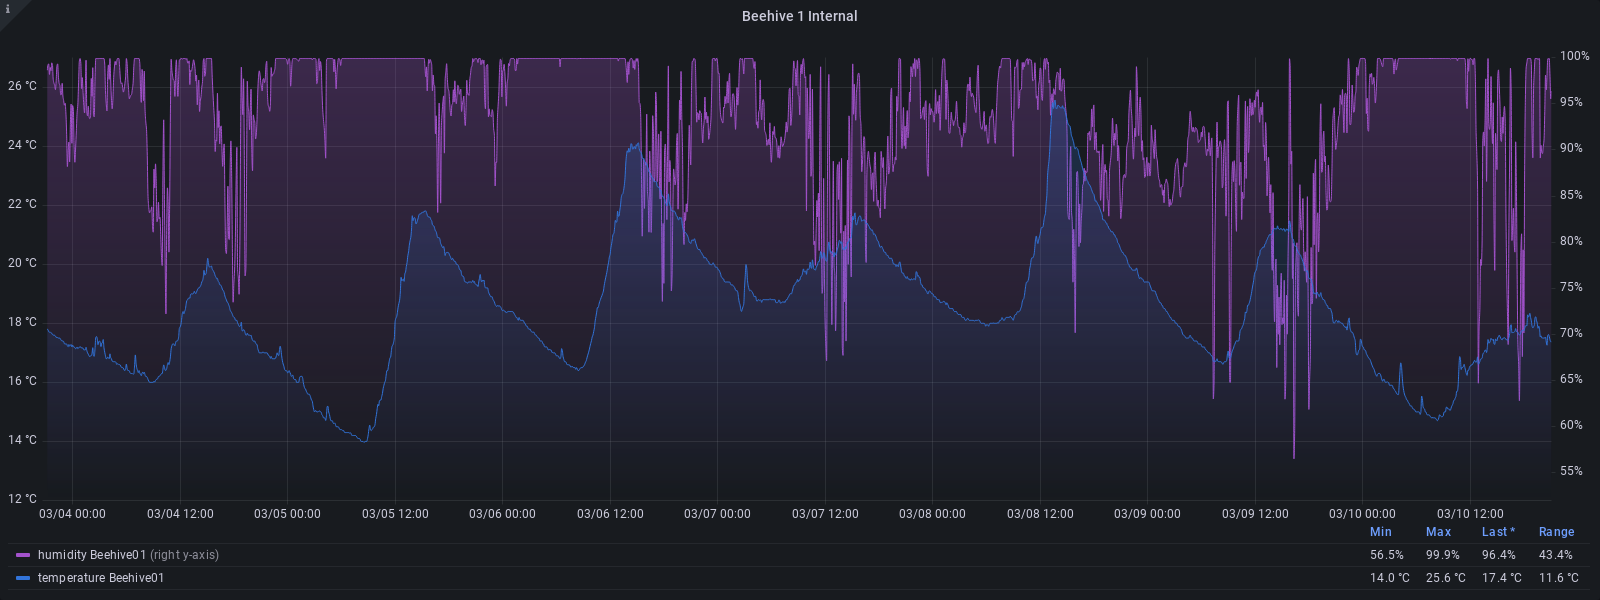 i
Beehive 1 Internal
100%
26 °C
95%
24 °C
90%
22 °C
85%
20 °C
80%
75%
18 °C
70%
16 °C
65%
14 °C
60%
55%
12 °C
03/04 00:00 03/04 12:00 03/05 00:00 03/05 12:00 03/06 00:00 03/06 12:00 03/07 00:00 03/07 12:00 03/08 00:00 03/08 12:00 03/09 00:00 03/09 12:00 03/10 00:00 03/10 12:00
Min Max Last * Range
humidity Beehive01 (right y-axis) 56.5% 99.9% 96.4% 43.4%
temperature Beehive01 14.0 °C 25.6 °C 17.4 °C 11.6 °C